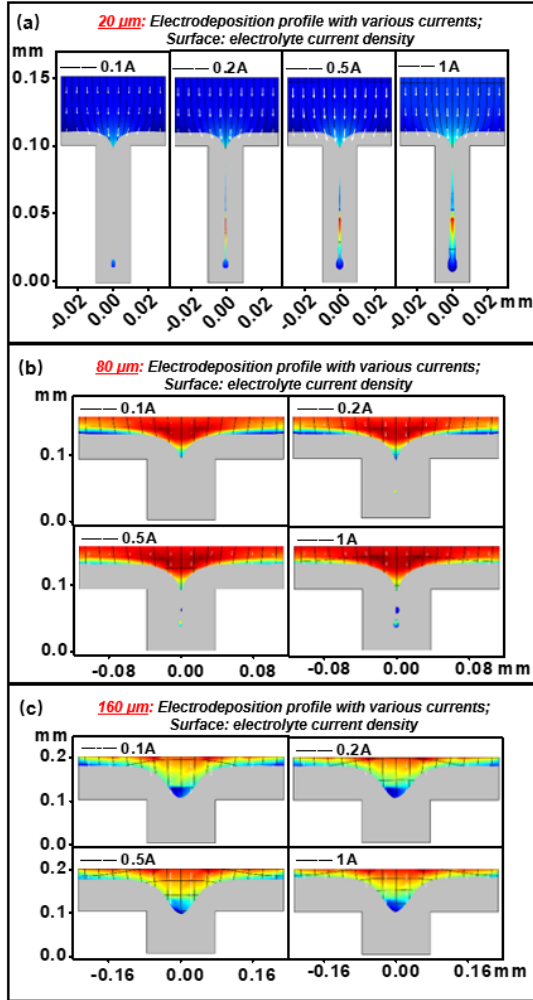 (a) 20 µm: Electrodeposition profile with various currents;
Surface: electrolyte current density
mm
0.1A 0.2A 0.5A 1A
0.15
0.10
0.05
0.00
-0.02 0.00 0.02 -0.02 0.00 0.02 -0.02 0.00 0.02 -0.02 0.00 0.02 mm
(b) 80 µm: Electrodeposition profile with various currents;
Surface: electrolyte current density
mm
0.1A 0.2A
0.1
0.0
0.5A 1A
0.1
0.0
-0.08 0.00 0.08 -0.08 0.00 0.08 mm
(c) 160 µm: Electrodeposition profile with various currents;
Surface: electrolyte current density
mm
0.2
0.1A 0.2A
0.1
0.0
0.5A 1A
0.2
0.1
0.0
-0.16 0.00 0.16 0.00 0.16 mm